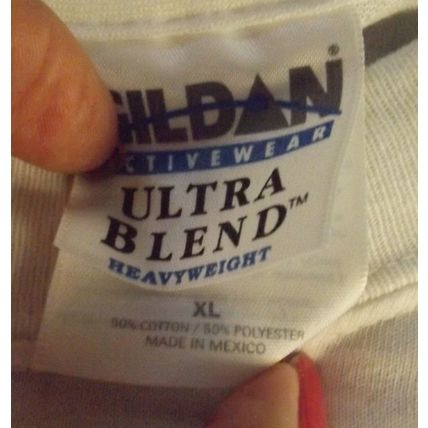 GILDAN®
ACTIVEWEAR
ULTRA
BLEND™
HEAVYWEIGHT
XL
50% COTTON / 50% POLYESTER
MADE IN MEXICO